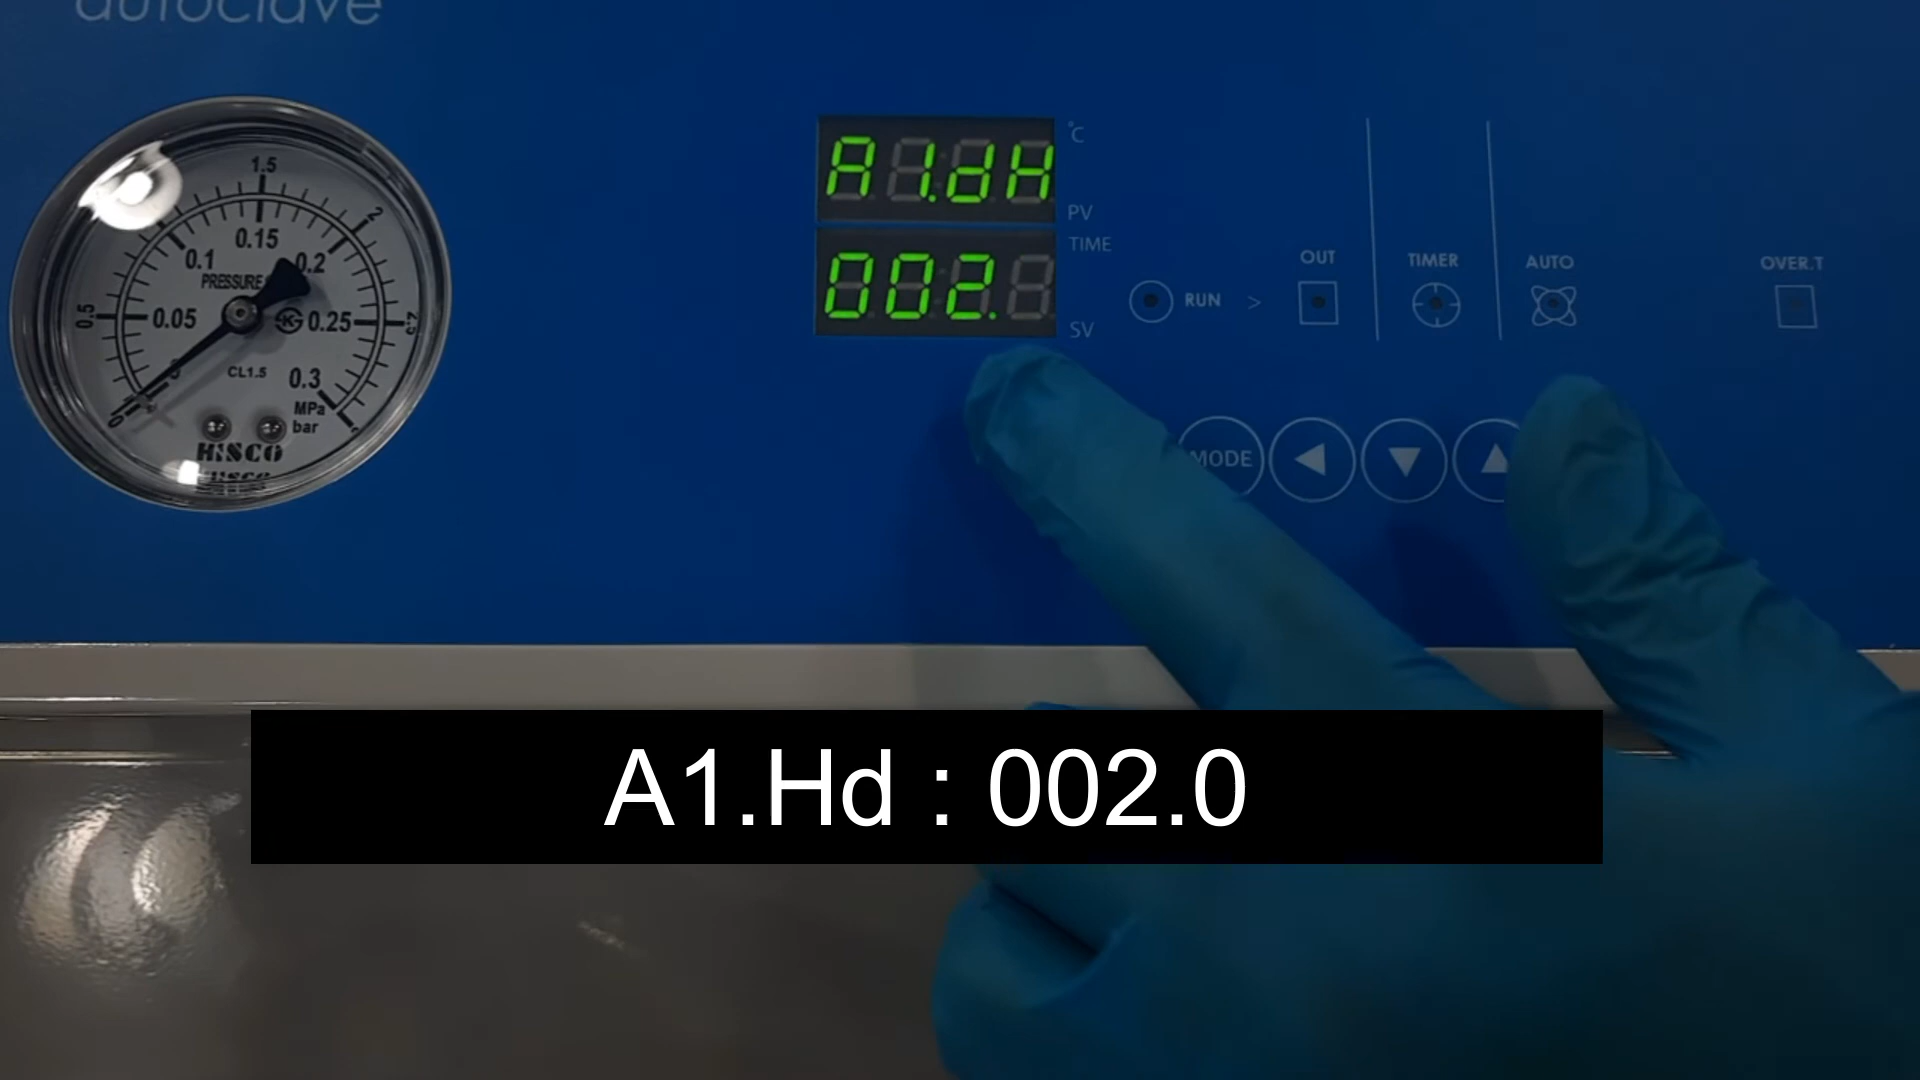 autoclave
1.5
2
0.15
0.1
0.2
PRESSURE
0.5
0.05
K
0.25
2.5
0
CL1.5
0.3
MPa
bar
0
HISCO
A1.dH
°C
PV
002.
TIME
SV
RUN >
OUT
TIMER
AUTO
OVER.T
MODE
A1.Hd : 002.0